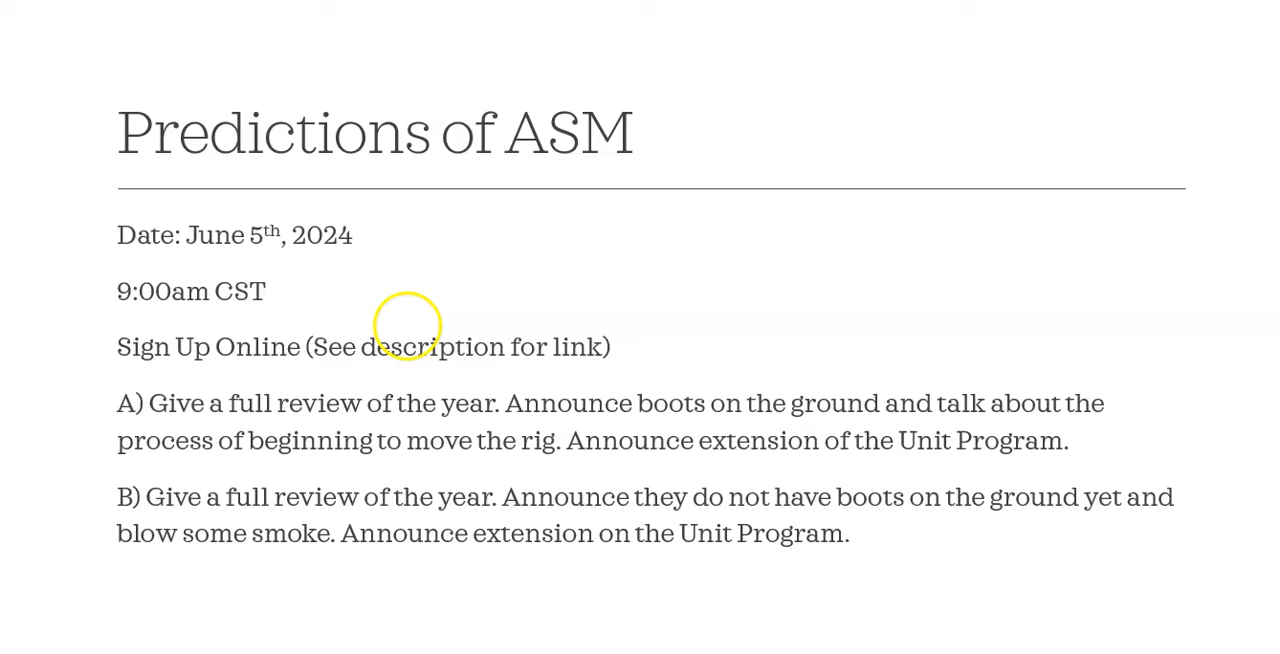 Predictions of ASM
Date: June 5th, 2024
9:00am CST
Sign Up Online (See description for link)
A) Give a full review of the year. Announce boots on the ground and talk about the
process of beginning to move the rig. Announce extension of the Unit Program.
B) Give a full review of the year. Announce they do not have boots on the ground yet and
blow some smoke. Announce extension on the Unit Program.